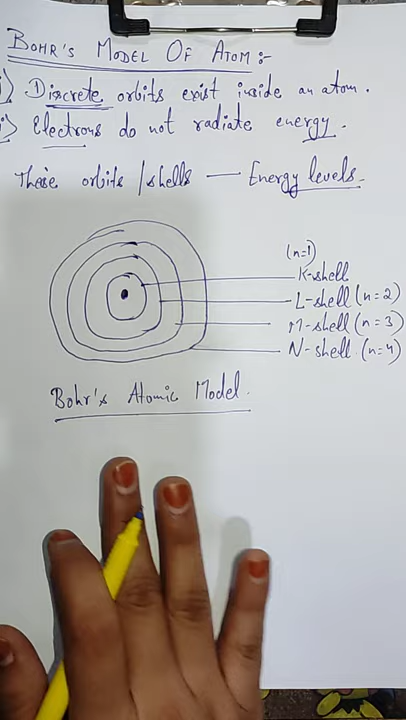 BOHR'S MODEL OF ATOM :-
i) Discrete orbits exist inside an atom.
i) Electrons do not radiate energy.
These orbits / shells — Energy levels.
(n=1)
K-shell
L-shell (n=2)
M-shell (n=3)
N-shell (n=4)
Bohr's Atomic Model.